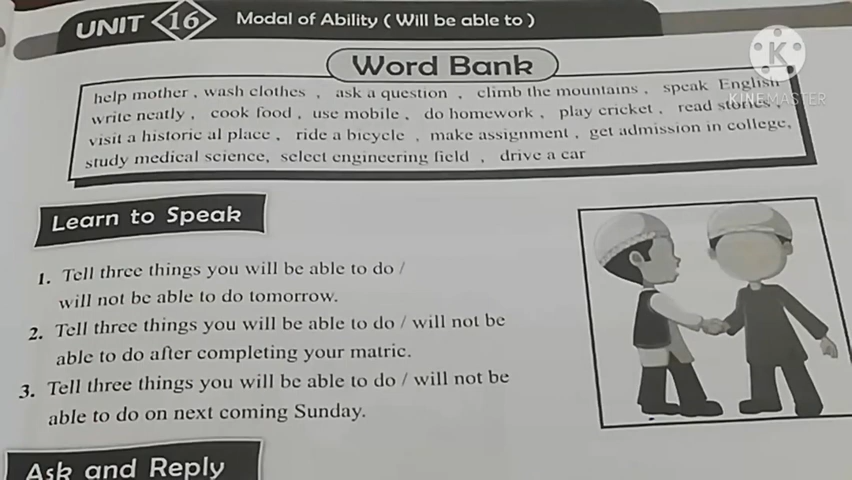 UNIT 16 Modal of Ability ( Will be able to )
K
KINEMASTER
Word Bank
help mother , wash clothes , ask a question , climb the mountains , speak English
write neatly , cook food , use mobile , do homework , play cricket , read stories ,
visit a historic al place , ride a bicycle , make assignment , get admission in college,
study medical science, select engineering field , drive a car
Learn to Speak
1. Tell three things you will be able to do /
will not be able to do tomorrow.
2. Tell three things you will be able to do / will not be
able to do after completing your matric.
3. Tell three things you will be able to do / will not be
able to do on next coming Sunday.
Ask and Reply